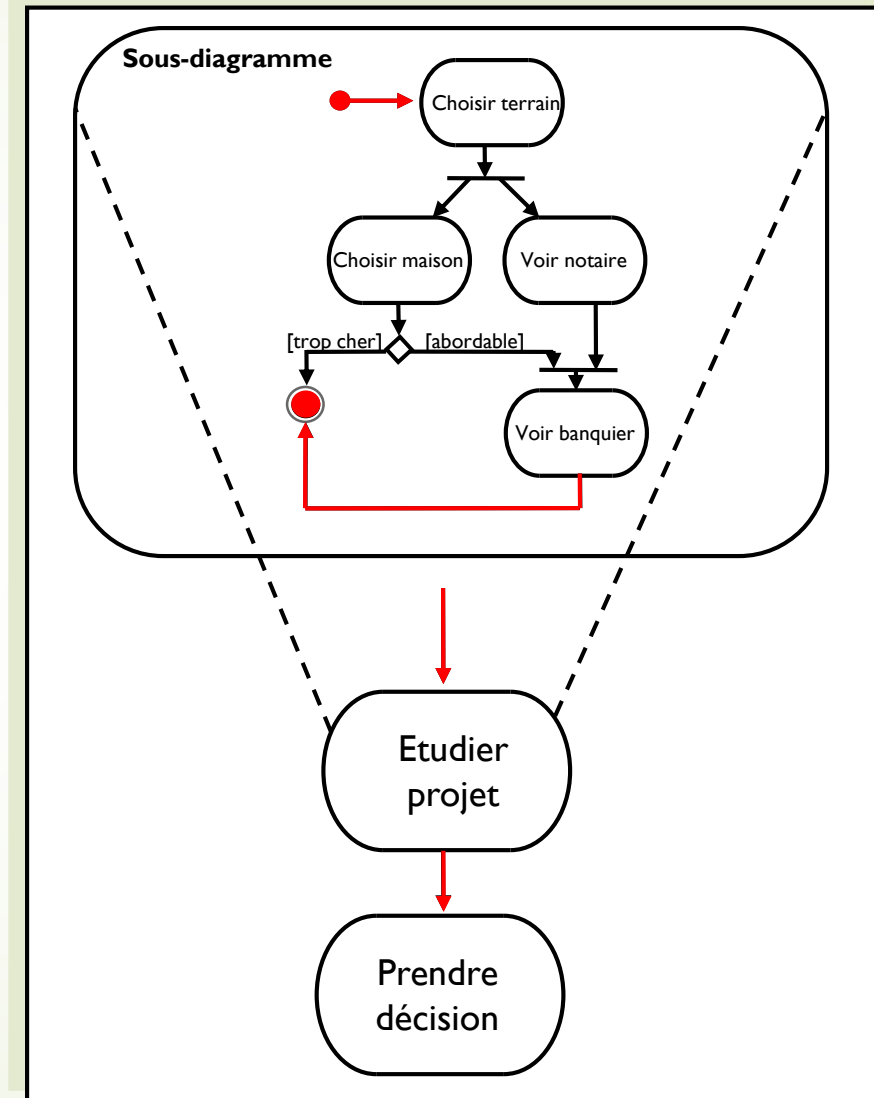 Sous-diagramme
Choisir terrain
Choisir maison
Voir notaire
[trop cher]
[abordable]
Voir banquier
Etudier
projet
Prendre
décision